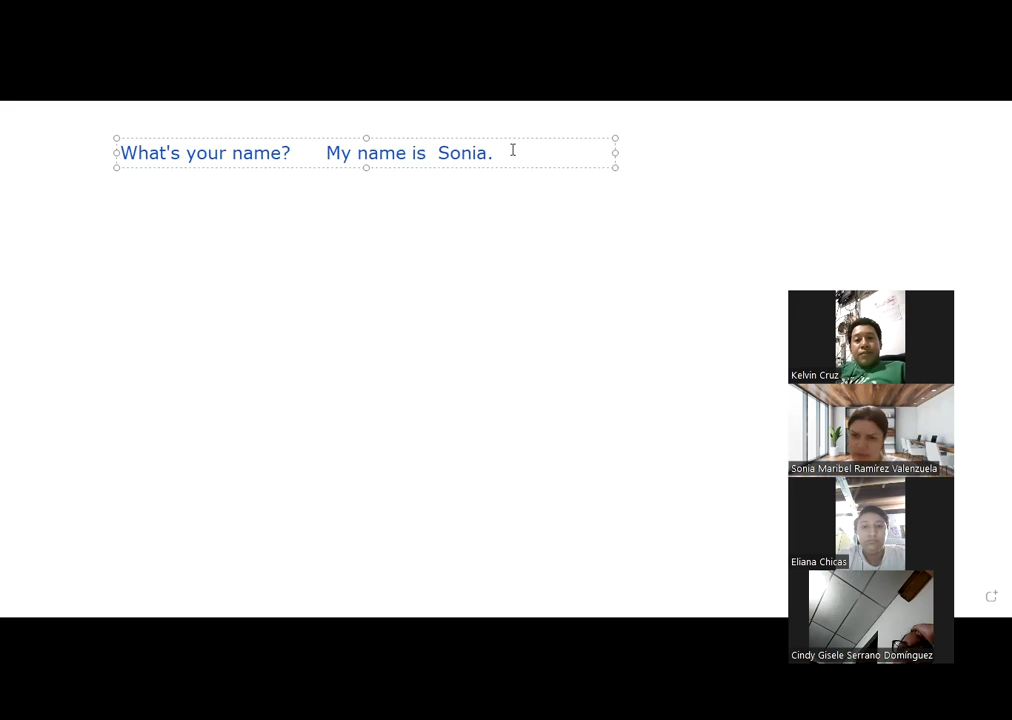 What's your name? My name is Sonia.
Kelvin Cruz
Sonia Maribel Ramírez Valenzuela
Eliana Chicas
Cindy Gisele Serrano Domínguez